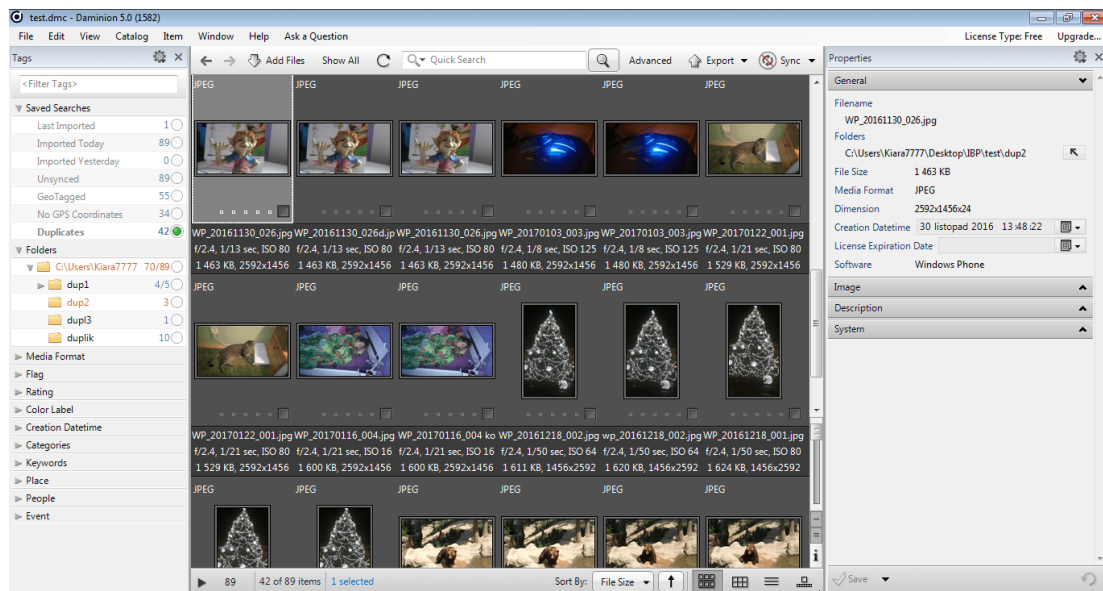 test.dmc - Daminion 5.0 (1582)
File Edit View Catalog Item Window Help Ask a Question License Type: Free Upgrade...
Tags
<Filter Tags>
Saved Searches
Last Imported 1
Imported Today 89
Imported Yesterday 0
Unsynced 89
GeoTagged 55
No GPS Coordinates 34
Duplicates 42
Folders
C:\Users\Kiara7777 70/89
dup1 4/5
dup2 3
dupl3 1
duplik 10
Media Format
Flag
Rating
Color Label
Creation Datetime
Categories
Keywords
Place
People
Event
Add Files Show All Quick Search Advanced Export Sync
JPEG JPEG JPEG JPEG JPEG JPEG
WP_20161130_026.jpg WP_20161130_026d.jp WP_20161130_026.jpg WP_20170103_003.jpg WP_20170103_003.jpg WP_20170122_001.jpg
f/2.4, 1/13 sec, ISO 80 f/2.4, 1/13 sec, ISO 80 f/2.4, 1/13 sec, ISO 80 f/2.4, 1/8 sec, ISO 125 f/2.4, 1/8 sec, ISO 125 f/2.4, 1/21 sec, ISO 80
1 463 KB, 2592x1456 1 463 KB, 2592x1456 1 463 KB, 2592x1456 1 480 KB, 2592x1456 1 480 KB, 2592x1456 1 529 KB, 2592x1456
JPEG JPEG JPEG JPEG JPEG JPEG
WP_20170122_001.jpg WP_20170116_004.jpg WP_20170116_004 ko WP_20161218_002.jpg wp_20161218_002.jpg WP_20161218_001.jpg
f/2.4, 1/21 sec, ISO 80 f/2.4, 1/21 sec, ISO 16 f/2.4, 1/21 sec, ISO 16 f/2.4, 1/50 sec, ISO 64 f/2.4, 1/50 sec, ISO 64 f/2.4, 1/50 sec, ISO 80
1 529 KB, 2592x1456 1 600 KB, 2592x1456 1 600 KB, 2592x1456 1 611 KB, 1456x2592 1 620 KB, 1456x2592 1 624 KB, 1456x2592
JPEG JPEG JPEG JPEG JPEG JPEG
89 42 of 89 items 1 selected Sort By: File Size
Properties
General
Filename
WP_20161130_026.jpg
Folders
C:\Users\Kiara7777\Desktop\IBP\test\dup2
File Size 1 463 KB
Media Format JPEG
Dimension 2592x1456x24
Creation Datetime 30 listopad 2016 13:48:22
License Expiration Date
Software Windows Phone
Image
Description
System
Save